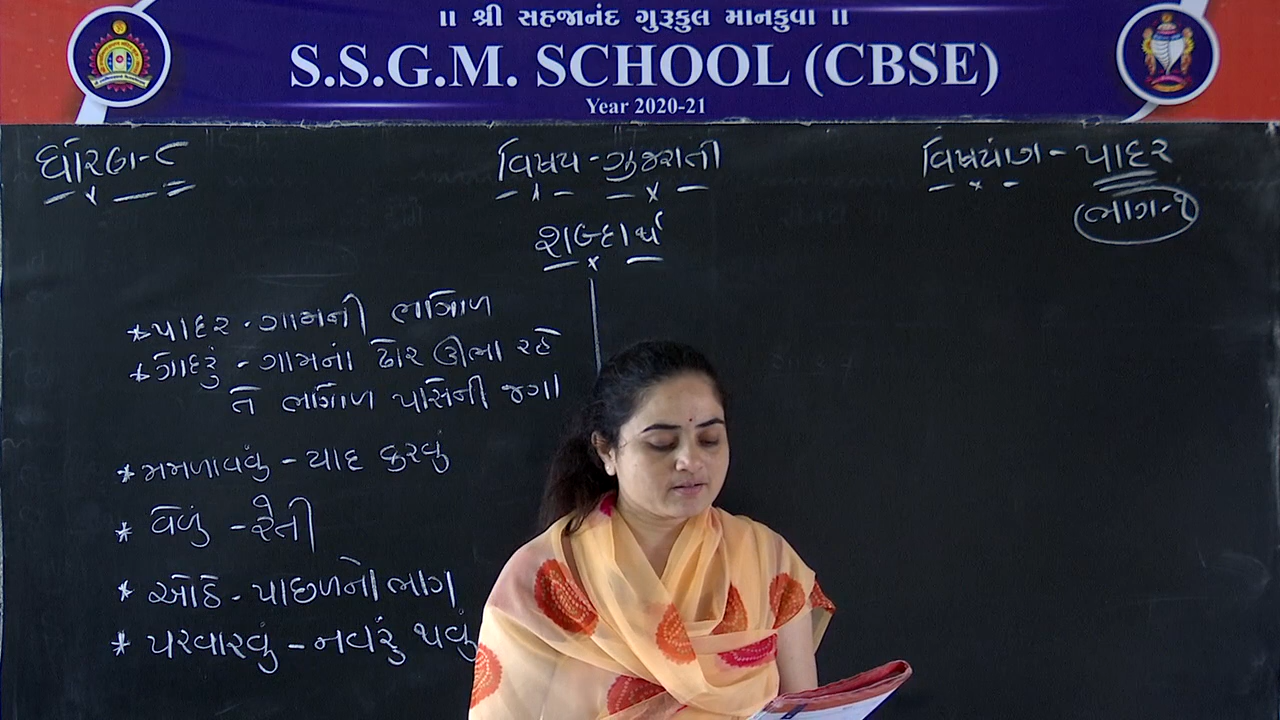 ॥ શ્રી સહજાનંદ ગુરૂકુલ માનકુવા ॥
S.S.G.M. SCHOOL (CBSE)
Year 2020-21
ધોરણ-૮
વિષય - ગુજરાતી
વિષયાંગ - પાદર
ભાગ-૧
શબ્દાર્થ
* પાદર - ગામની ભાગોળ
* ગોંદરું - ગામનાં ઢોર ઊભા રહે
તે ભાગોળ પાસેની જગા
* મમળાવવું - યાદ કરવું
* વેળું - રેતી
* ઓઠે - પાછળનો ભાગ
* પરવારવું - નવરું થવું